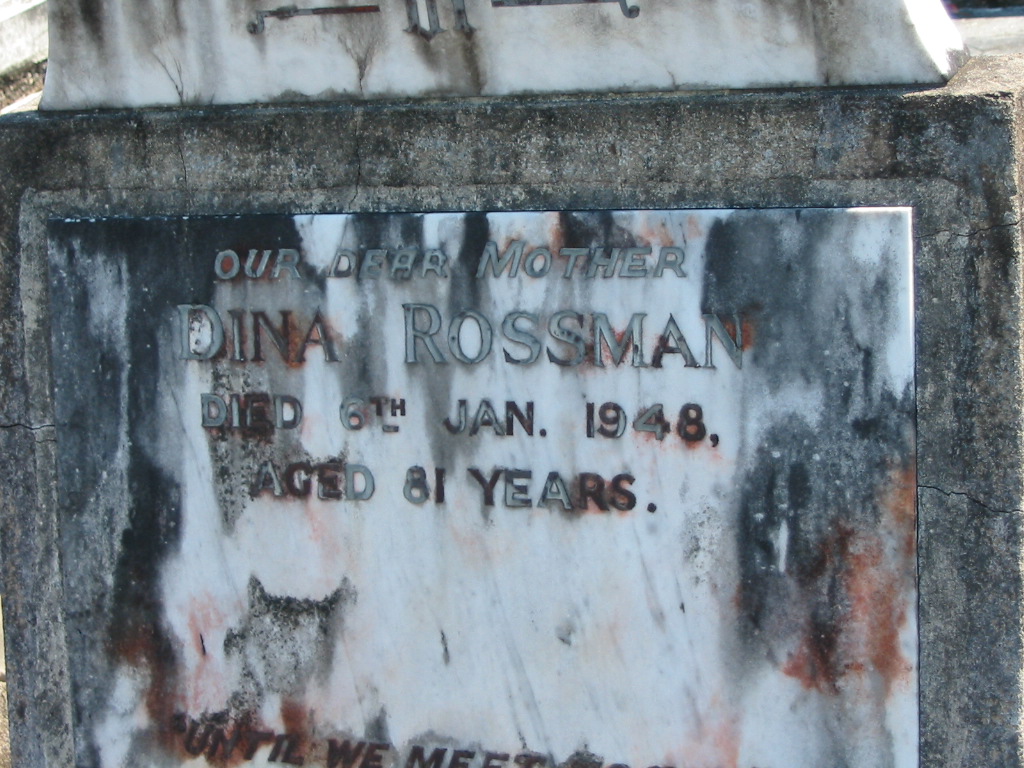 OUR DEAR MOTHER
DINA ROSSMAN
DIED 6TH JAN. 1948,
AGED 81 YEARS.
"UNTIL WE MEET